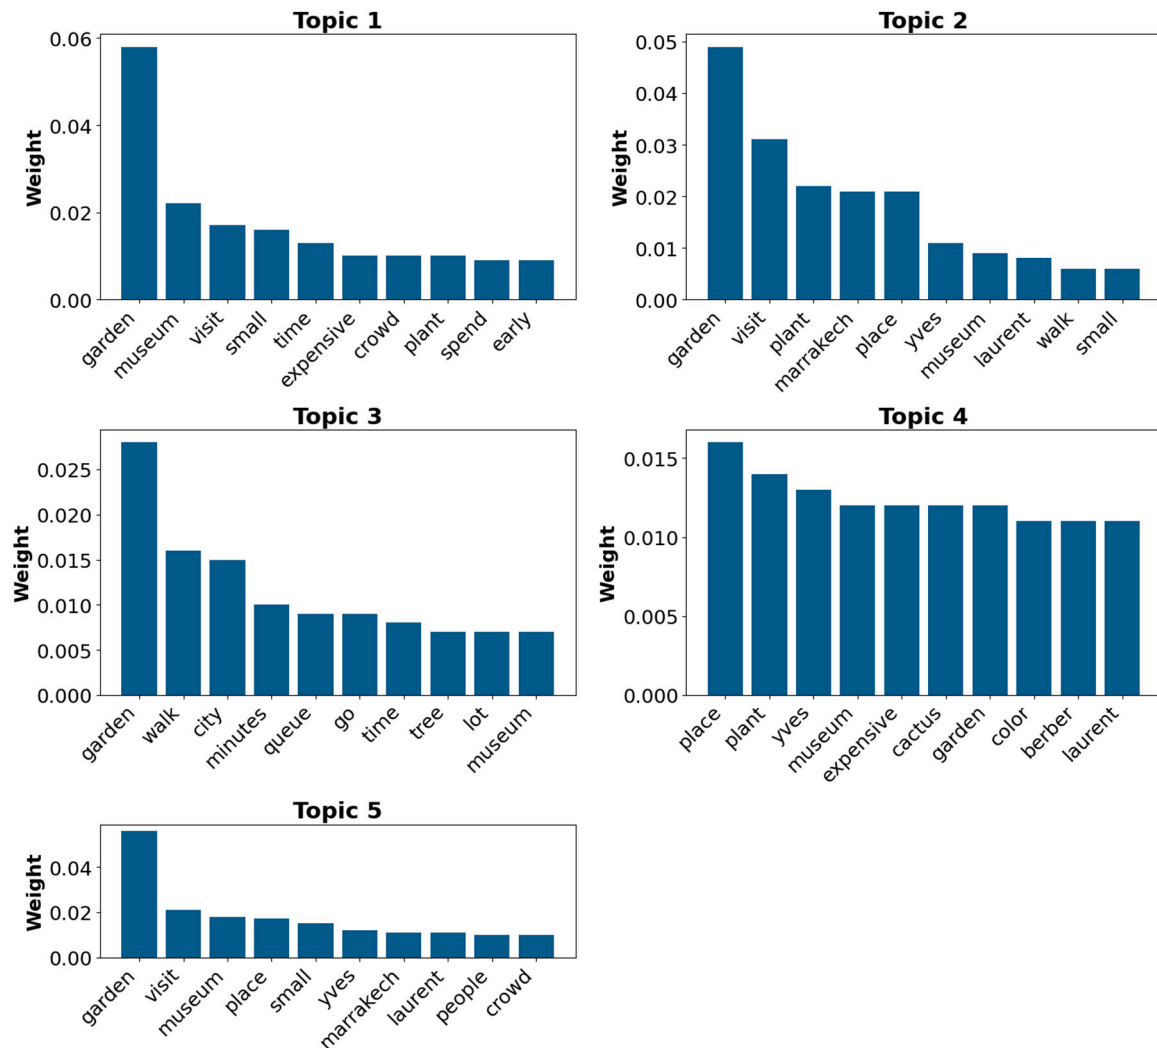 Topic 1
Weight
0.06
0.04
0.02
0.00
garden museum visit small time expensive crowd plant spend early
Topic 2
Weight
0.05
0.04
0.03
0.02
0.01
0.00
garden visit plant marrakech place yves museum laurent walk small
Topic 3
Weight
0.025
0.020
0.015
0.010
0.005
0.000
garden walk city minutes queue go time tree lot museum
Topic 4
Weight
0.015
0.010
0.005
0.000
place plant yves museum expensive cactus garden color berber laurent
Topic 5
Weight
0.04
0.02
0.00
garden visit museum place small yves marrakech laurent people crowd